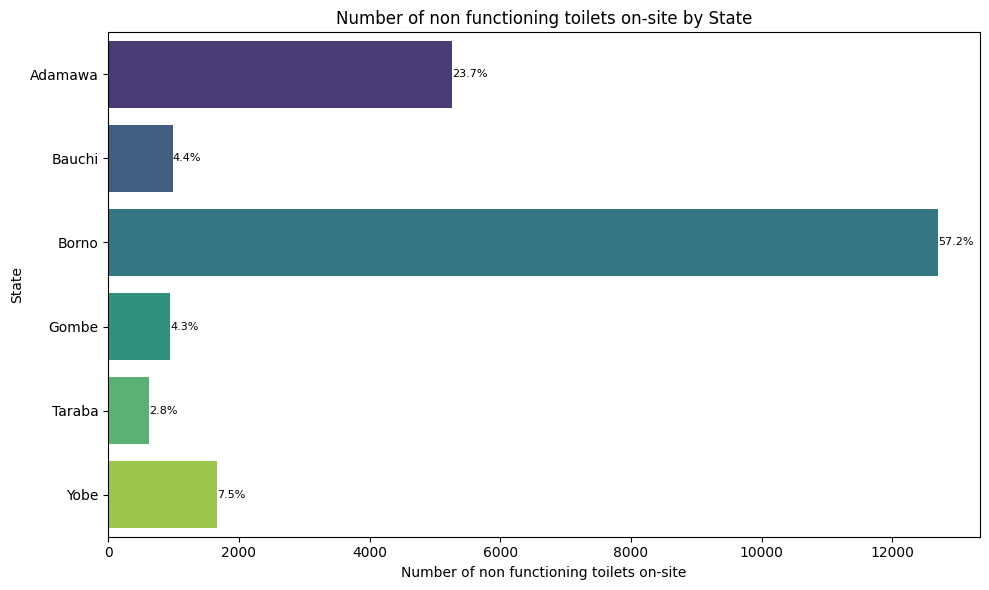 Number of non functioning toilets on-site by State
Adamawa
23.7%
Bauchi
4.4%
Borno
57.2%
Gombe
4.3%
Taraba
2.8%
Yobe
7.5%
State
0 2000 4000 6000 8000 10000 12000
Number of non functioning toilets on-site